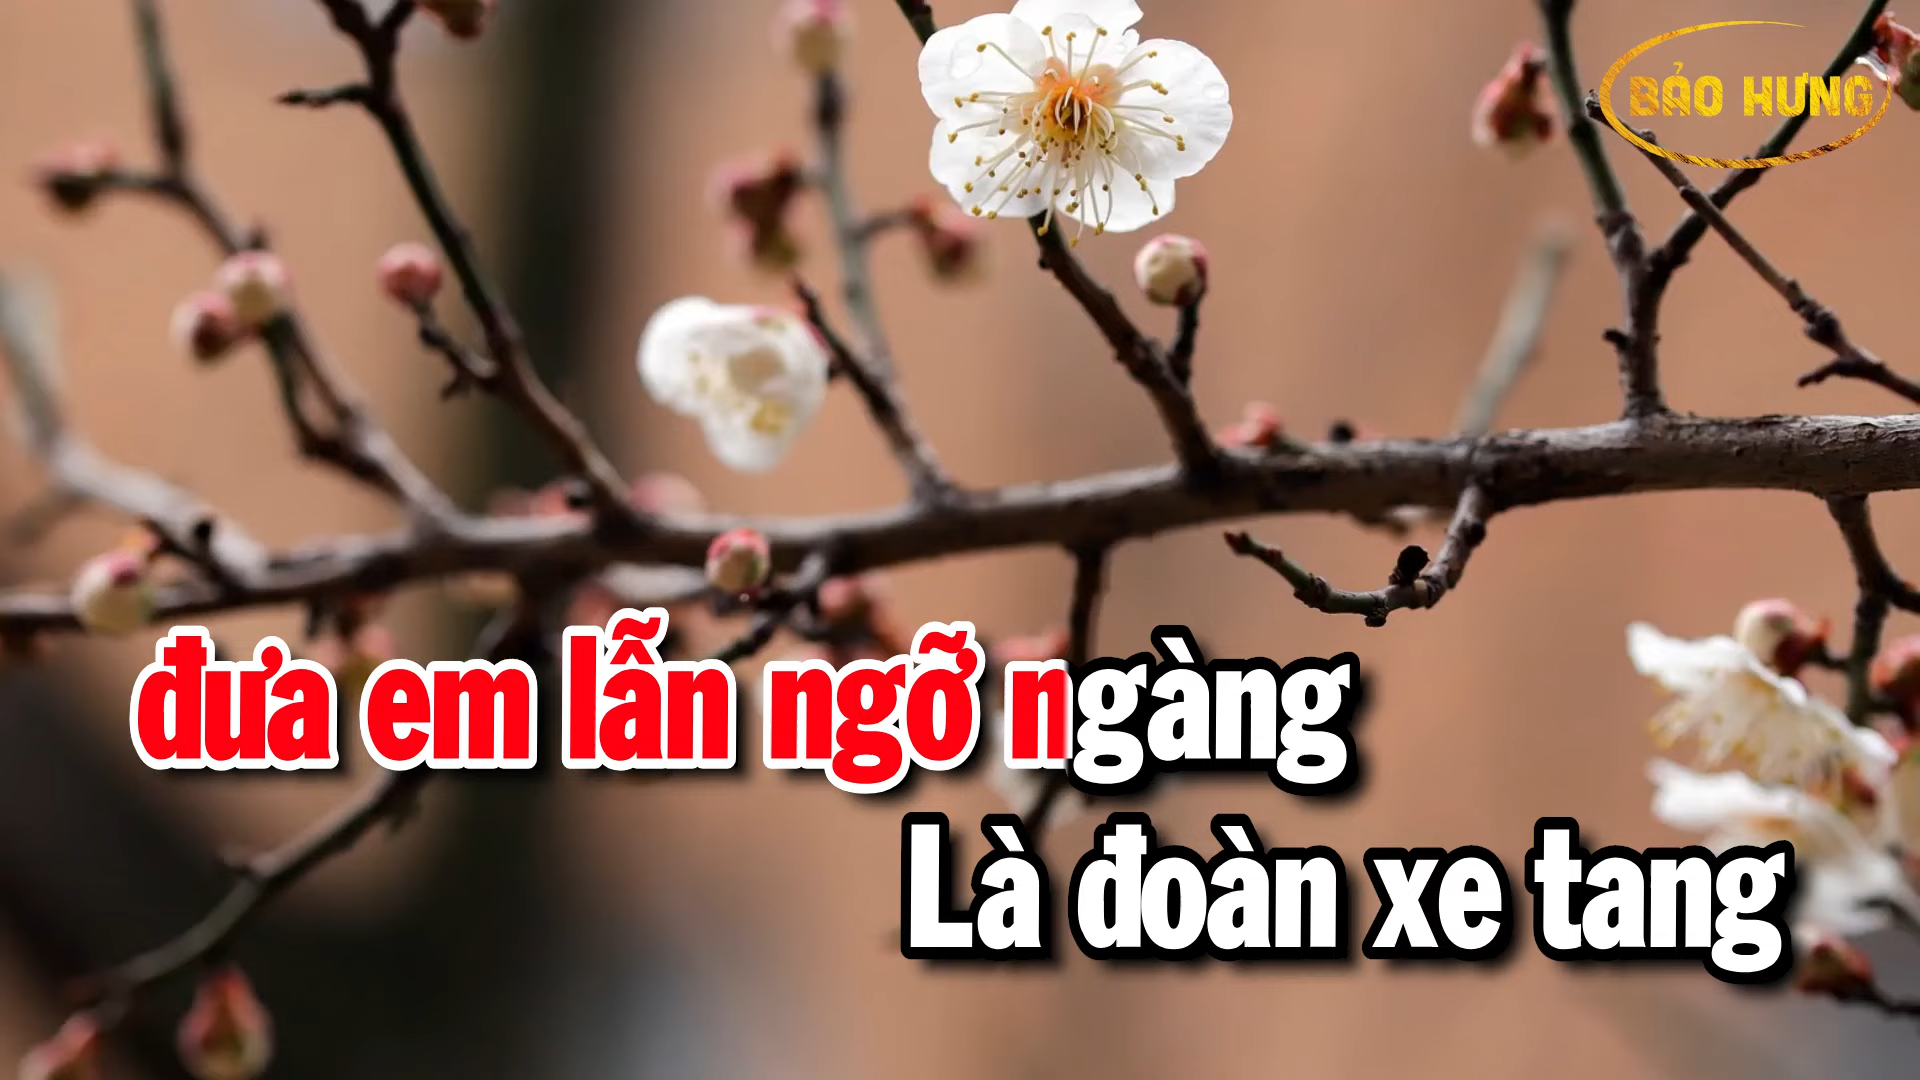 BẢO HƯNG
đưa em lẫn ngỡ ngàng
Là đoàn xe tang